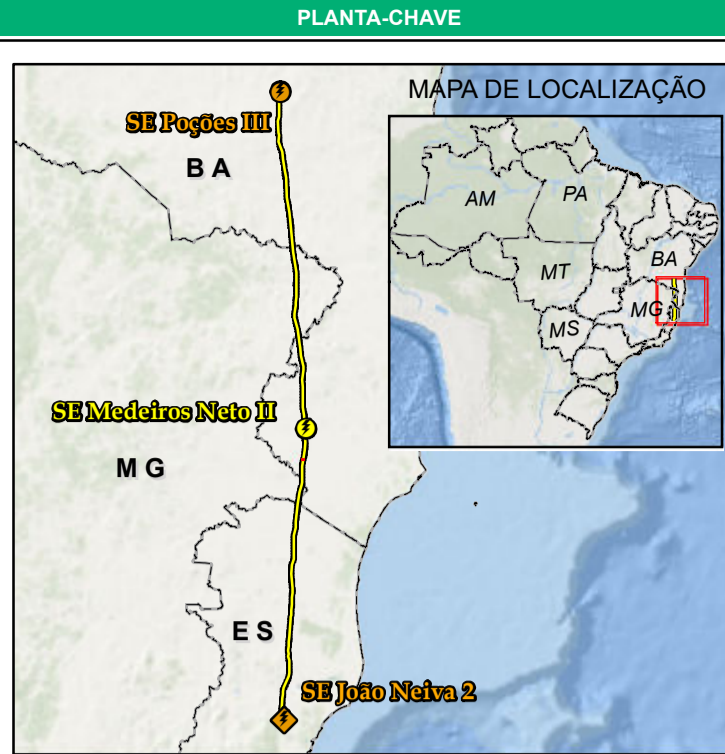 PLANTA-CHAVE
MAPA DE LOCALIZAÇÃO
SE Poções III
B A
AM
PA
BA
MT
MG
MS
SE Medeiros Neto II
M G
E S
SE João Neiva 2